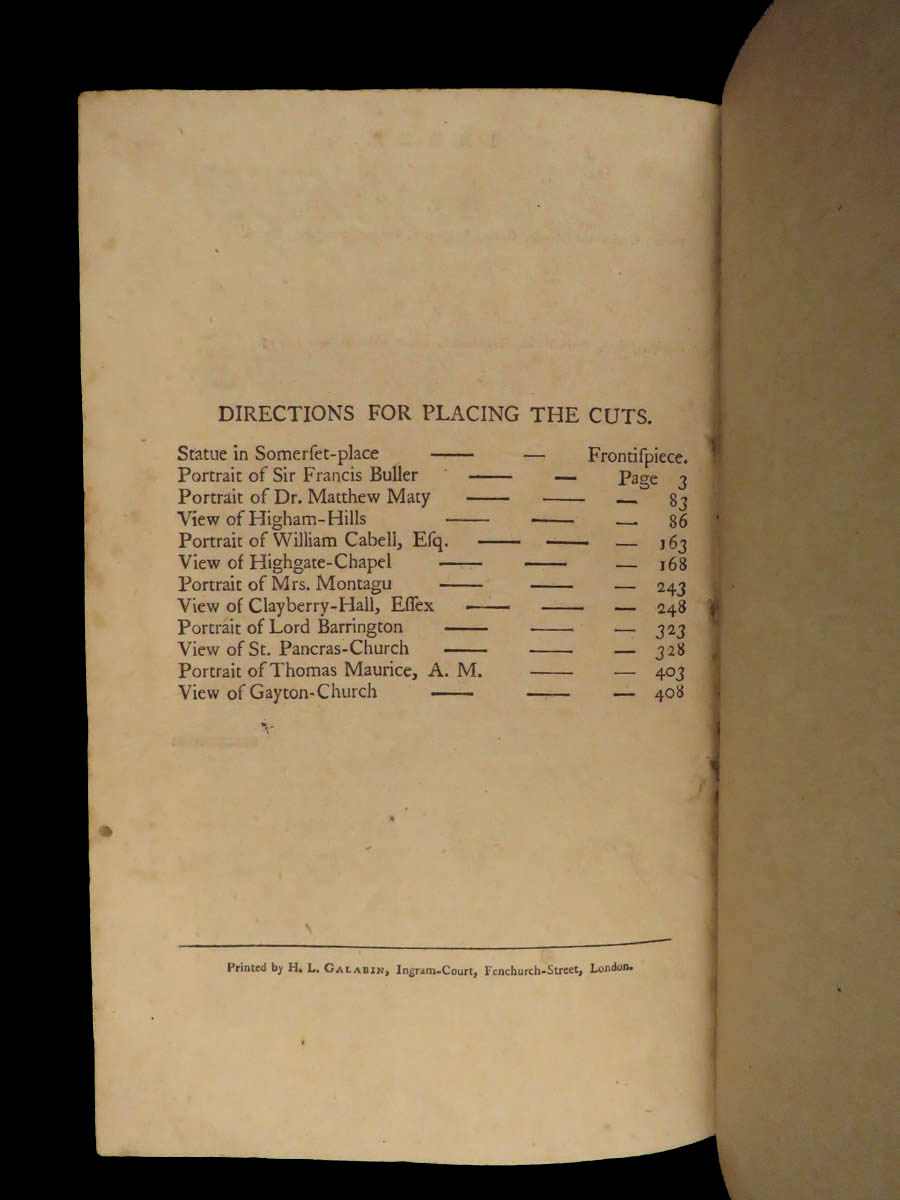 DIRECTIONS FOR PLACING THE CUTS.
Statue in Somerſet-place — — Frontiſpiece.
Portrait of Sir Francis Buller — — Page 3
Portrait of Dr. Matthew Maty — — — 83
View of Higham-Hills — — — 86
Portrait of William Cabell, Eſq. — — — 163
View of Highgate-Chapel — — — 168
Portrait of Mrs. Montagu — — — 243
View of Clayberry-Hall, Eſſex — — — 248
Portrait of Lord Barrington — — — 323
View of St. Pancras-Church — — — 328
Portrait of Thomas Maurice, A. M. — — 403
View of Gayton-Church — — — 408
Printed by H. L. GALABIN, Ingram-Court, Fenchurch-Street, London.